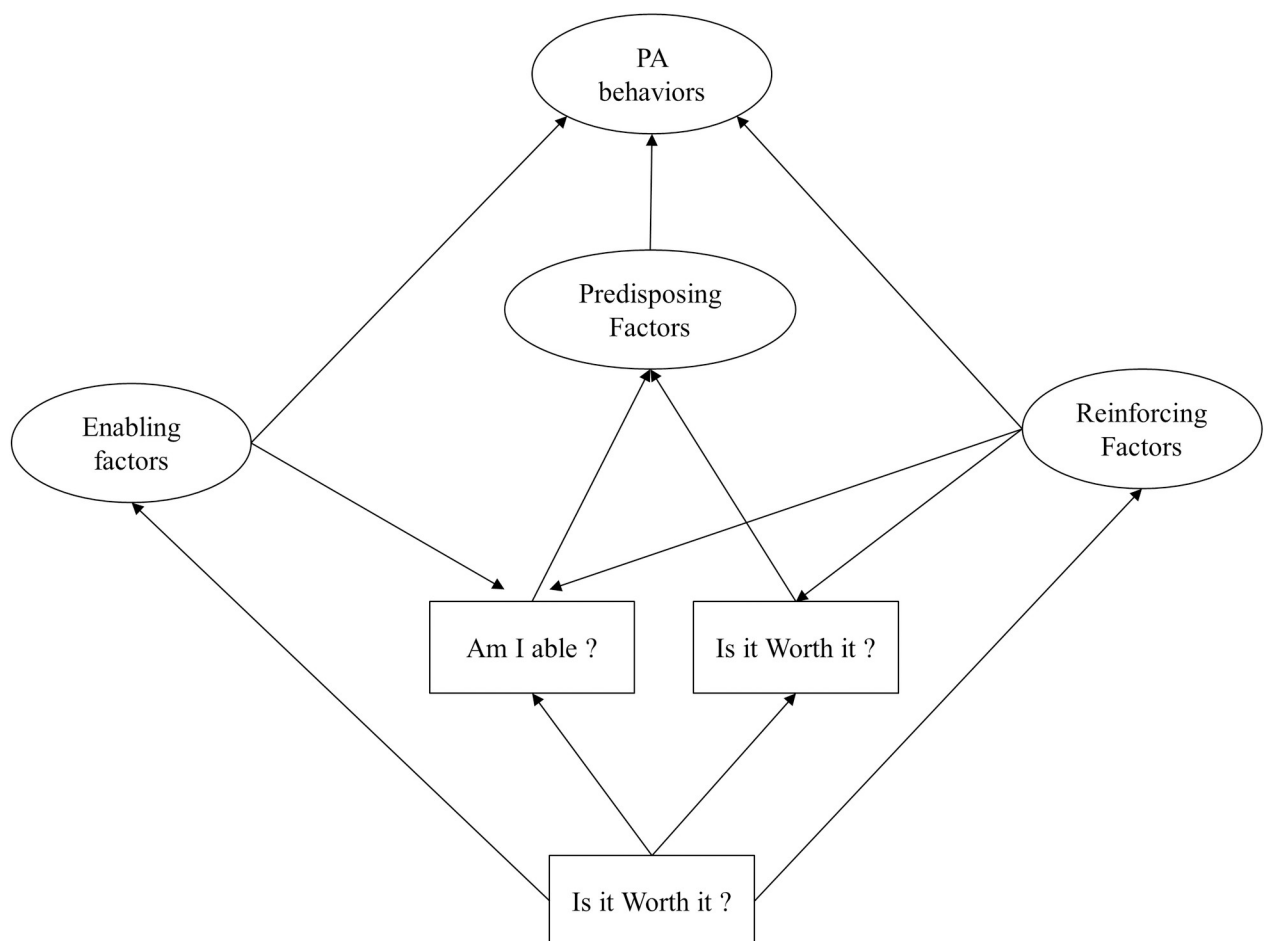 PA
behaviors
Predisposing
Factors
Enabling
factors
Reinforcing
Factors
Am I able ?
Is it Worth it ?
Is it Worth it ?